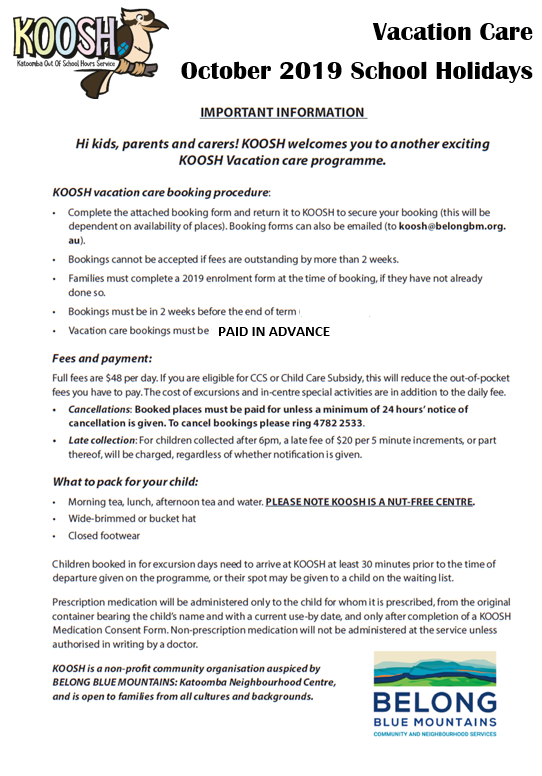 KOOSH
Katoomba Out Of School Hours Service
Vacation Care
October 2019 School Holidays
IMPORTANT INFORMATION
Hi kids, parents and carers! KOOSH welcomes you to another exciting
KOOSH Vacation care programme.
KOOSH vacation care booking procedure:
• Complete the attached booking form and return it to KOOSH to secure your booking (this will be
dependent on availability of places). Booking forms can also be emailed (to koosh@belongbm.org.
au).
• Bookings cannot be accepted if fees are outstanding by more than 2 weeks.
• Families must complete a 2019 enrolment form at the time of booking, if they have not already
done so.
• Bookings must be in 2 weeks before the end of term
• Vacation care bookings must be PAID IN ADVANCE
Fees and payment:
Full fees are $48 per day. If you are eligible for CCS or Child Care Subsidy, this will reduce the out-of-pocket
fees you have to pay. The cost of excursions and in-centre special activities are in addition to the daily fee.
• Cancellations: Booked places must be paid for unless a minimum of 24 hours' notice of
cancellation is given. To cancel bookings please ring 4782 2533.
• Late collection: For children collected after 6pm, a late fee of $20 per 5 minute increments, or part
thereof, will be charged, regardless of whether notification is given.
What to pack for your child:
• Morning tea, lunch, afternoon tea and water. PLEASE NOTE KOOSH IS A NUT-FREE CENTRE.
• Wide-brimmed or bucket hat
• Closed footwear
Children booked in for excursion days need to arrive at KOOSH at least 30 minutes prior to the time of
departure given on the programme, or their spot may be given to a child on the waiting list.
Prescription medication will be administered only to the child for whom it is prescribed, from the original
container bearing the child's name and with a current use-by date, and only after completion of a KOOSH
Medication Consent Form. Non-prescription medication will not be administered at the service unless
authorised in writing by a doctor.
KOOSH is a non-profit community organisation auspiced by
BELONG BLUE MOUNTAINS: Katoomba Neighbourhood Centre,
and is open to families from all cultures and backgrounds.
BELONG
BLUE MOUNTAINS
COMMUNITY AND NEIGHBOURHOOD SERVICES